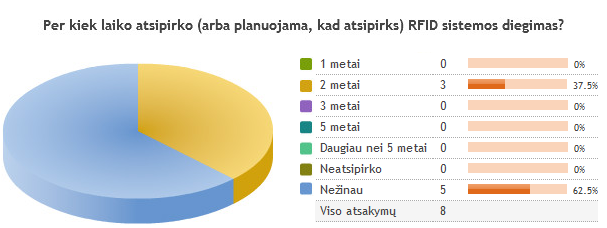 Per kiek laiko atsipirko (arba planuojama, kad atsipirks) RFID sistemos diegimas?
1 metai 0 0%
2 metai 3 37.5%
3 metai 0 0%
5 metai 0 0%
Daugiau nei 5 metai 0 0%
Neatsipirko 0 0%
Nežinau 5 62.5%
Viso atsakymų 8